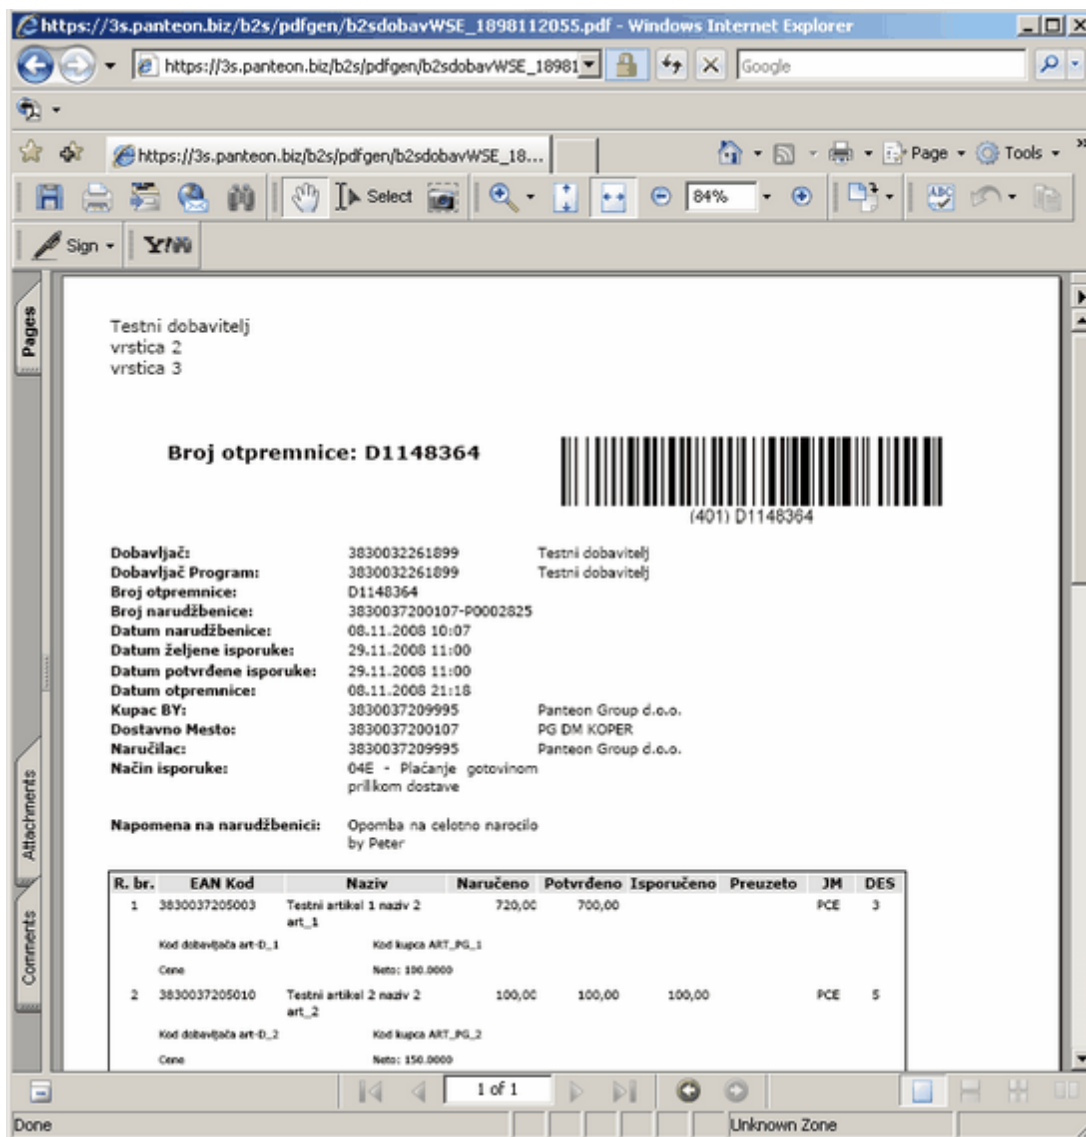 https://3s.panteon.biz/b2s/pdfgen/b2sdobavWSE_1898112055.pdf - Windows Internet Explorer
https://3s.panteon.biz/b2s/pdfgen/b2sdobavWSE_18981
Google
https://3s.panteon.biz/b2s/pdfgen/b2sdobavWSE_18...
Page
Tools
Select
84%
Sign
Y!
Pages
Attachments
Comments
Testni dobavitelj
vrstica 2
vrstica 3
Broj otpremnice: D1148364
(401) D1148364
Dobavljač: 3830032261899 Testni dobavitelj
Dobavljač Program: 3830032261899 Testni dobavitelj
Broj otpremnice: D1148364
Broj narudžbenice: 3830037200107-P0002825
Datum narudžbenice: 08.11.2008 10:07
Datum željene isporuke: 29.11.2008 11:00
Datum potvrđene isporuke: 29.11.2008 11:00
Datum otpremnice: 08.11.2008 21:18
Kupac BY: 3830037209995 Panteon Group d.o.o.
Dostavno Mesto: 3830037200107 PG DM KOPER
Naručilac: 3830037209995 Panteon Group d.o.o.
Način isporuke: 04E - Plaćanje gotovinom
prilikom dostave
Napomena na narudžbenici: Opomba na celotno narocilo
by Peter
R. br. EAN Kod Naziv Naručeno Potvrđeno Isporučeno Preuzeto JM DES
1 3830037205003 Testni artikel 1 naziv 2 720,00 700,00 PCE 3
art_1
Kod dobavljača art-D_1 Kod kupca ART_PG_1
Cene Neto: 100.0000
2 3830037205010 Testni artikel 2 naziv 2 100,00 100,00 100,00 PCE 5
art_2
Kod dobavljača art-D_2 Kod kupca ART_PG_2
Cene Neto: 150.0000
1 of 1
Done
Unknown Zone